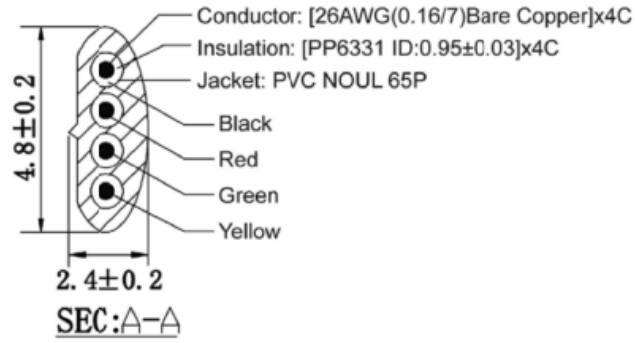 Conductor: [26AWG(0.16/7)Bare Copper]x4C
Insulation: [PP6331 ID:0.95±0.03]x4C
Jacket: PVC NOUL 65P
Black
Red
Green
Yellow
4.8±0.2
2.4±0.2
SEC:A-A